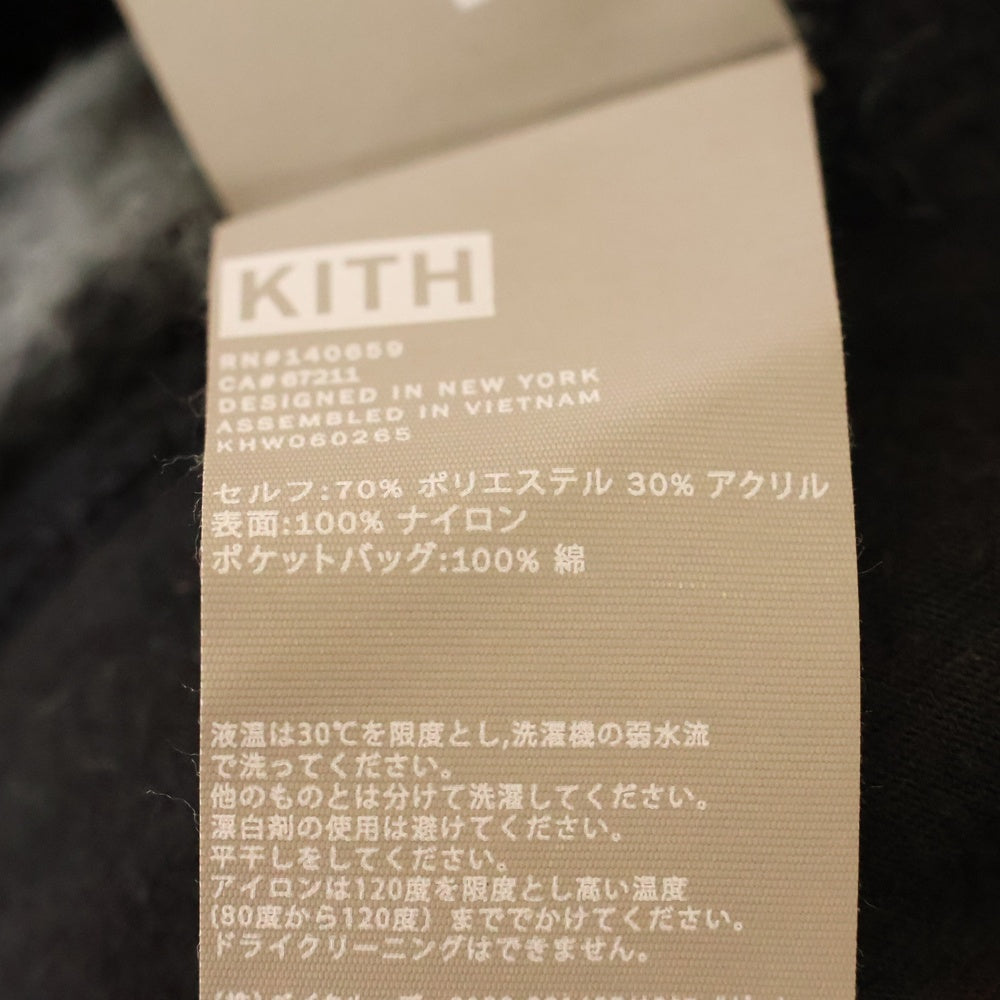 KITH
RN#140659
CA# 67211
DESIGNED IN NEW YORK
ASSEMBLED IN VIETNAM
KHW060265
セルフ:70% ポリエステル 30% アクリル
表面:100% ナイロン
ポケットバッグ:100% 綿
液温は30℃を限度とし,洗濯機の弱水流
で洗ってください。
他のものとは分けて洗濯してください。
漂白剤の使用は避けてください。
平干しをしてください。
アイロンは120度を限度とし高い温度
(80度から120度) まででかけてください。
ドライクリーニングはできません。